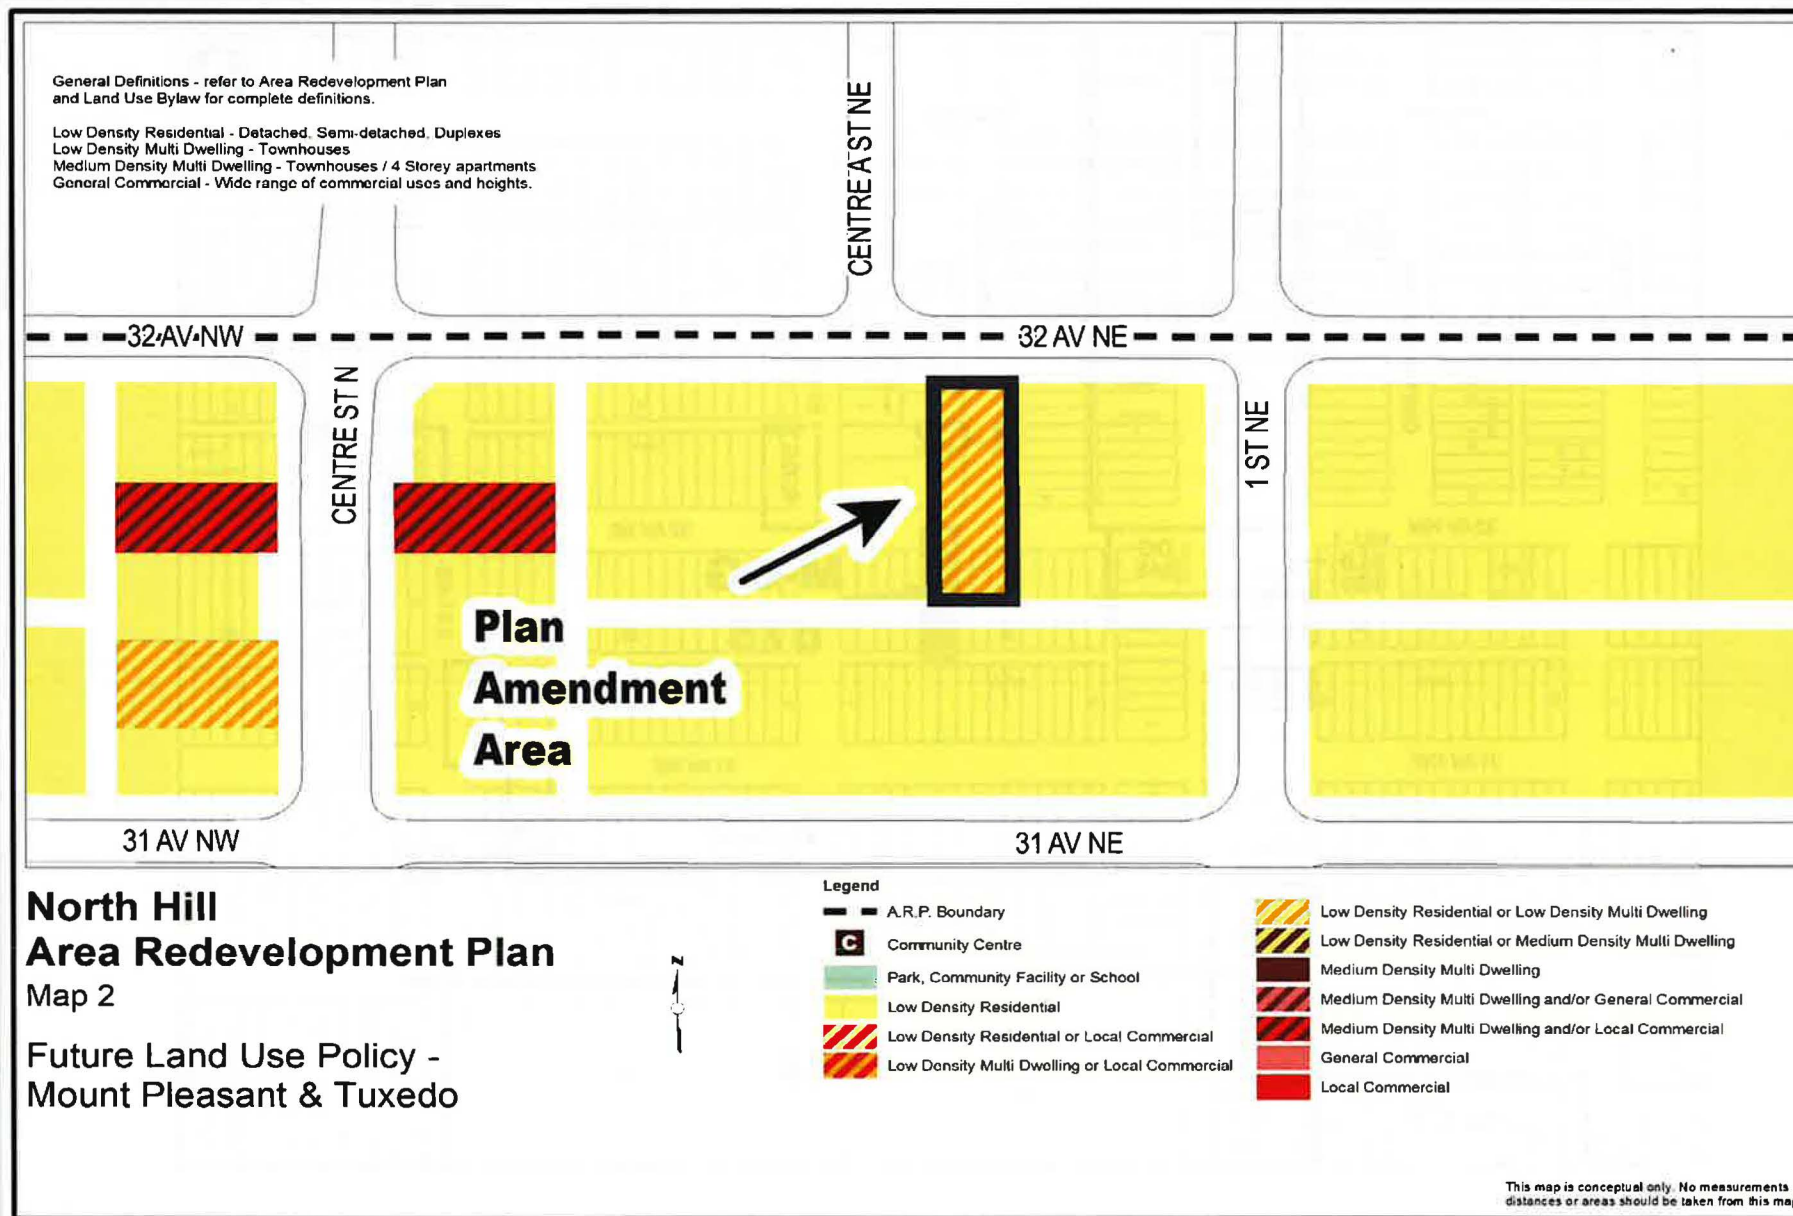 General Definitions - refer to Area Redevelopment Plan
and Land Use Bylaw for complete definitions.
Low Density Residential - Detached, Semi-detached, Duplexes
Low Density Multi Dwelling - Townhouses
Medium Density Multi Dwelling - Townhouses / 4 Storey apartments
General Commercial - Wide range of commercial uses and heights.
CENTRE A ST NE
32 AV NW
32 AV NE
CENTRE ST N
1 ST NE
Plan
Amendment
Area
31 AV NW
31 AV NE
North Hill
Area Redevelopment Plan
Map 2
Future Land Use Policy -
Mount Pleasant & Tuxedo
N
Legend
A.R.P. Boundary
C
Community Centre
Park, Community Facility or School
Low Density Residential
Low Density Residential or Local Commercial
Low Density Multi Dwelling or Local Commercial
Low Density Residential or Low Density Multi Dwelling
Low Density Residential or Medium Density Multi Dwelling
Medium Density Multi Dwelling
Medium Density Multi Dwelling and/or General Commercial
Medium Density Multi Dwelling and/or Local Commercial
General Commercial
Local Commercial
This map is conceptual only. No measurements
distances or areas should be taken from this map